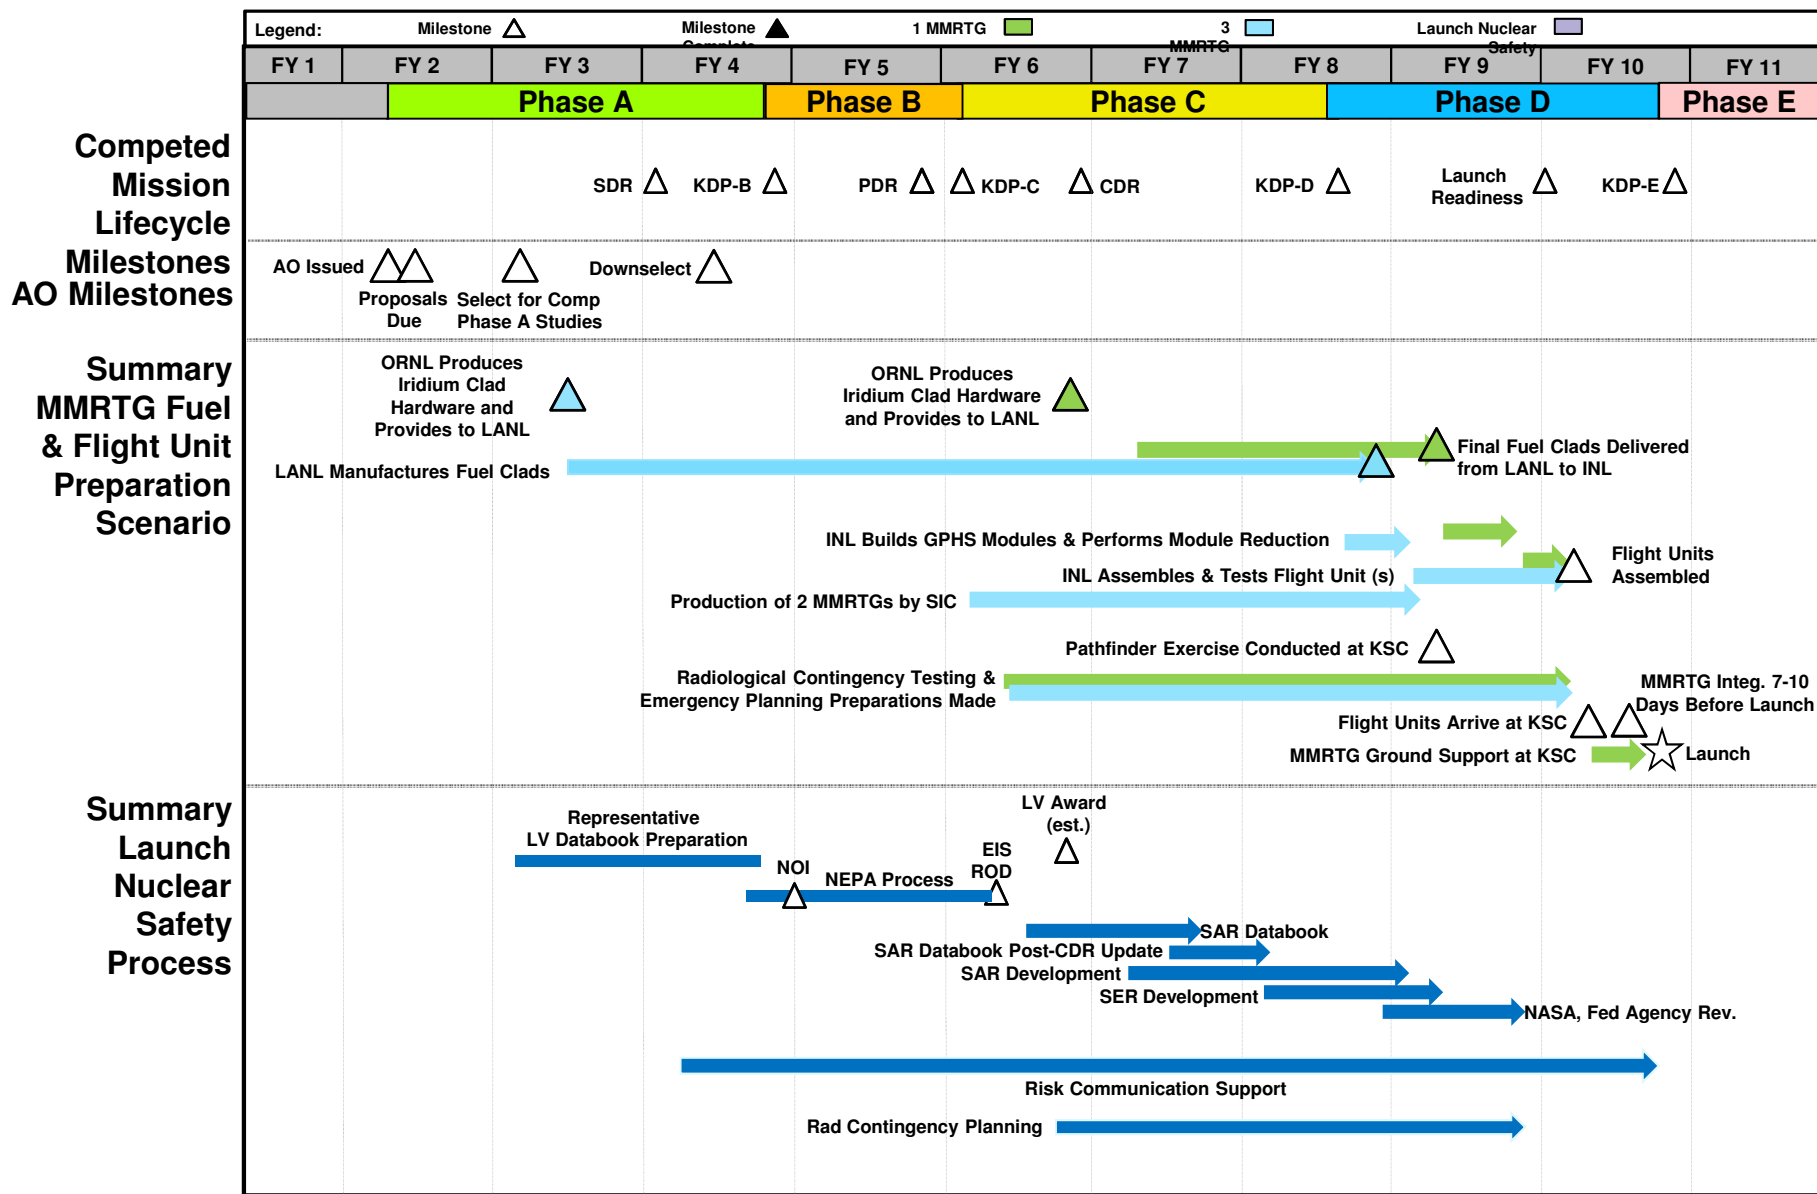 Legend:
Milestone
Milestone
Complete
1 MMRTG
3
MMRTG
Launch Nuclear
Safety
FY 1
FY 2
FY 3
FY 4
FY 5
FY 6
FY 7
FY 8
FY 9
FY 10
FY 11
Phase A
Phase B
Phase C
Phase D
Phase E
Competed
Mission
Lifecycle
Milestones
SDR
KDP-B
PDR
KDP-C
CDR
KDP-D
Launch
Readiness
KDP-E
AO Milestones
AO Issued
Proposals
Due
Select for Comp
Phase A Studies
Downselect
Summary
MMRTG Fuel
& Flight Unit
Preparation
Scenario
ORNL Produces
Iridium Clad
Hardware and
Provides to LANL
ORNL Produces
Iridium Clad Hardware
and Provides to LANL
LANL Manufactures Fuel Clads
Final Fuel Clads Delivered
from LANL to INL
INL Builds GPHS Modules & Performs Module Reduction
INL Assembles & Tests Flight Unit (s)
Flight Units
Assembled
Production of 2 MMRTGs by SIC
Pathfinder Exercise Conducted at KSC
Radiological Contingency Testing &
Emergency Planning Preparations Made
MMRTG Integ. 7-10
Days Before Launch
Flight Units Arrive at KSC
MMRTG Ground Support at KSC
Launch
Summary
Launch
Nuclear
Safety
Process
Representative
LV Databook Preparation
LV Award
(est.)
NOI
NEPA Process
EIS
ROD
SAR Databook
SAR Databook Post-CDR Update
SAR Development
SER Development
NASA, Fed Agency Rev.
Risk Communication Support
Rad Contingency Planning